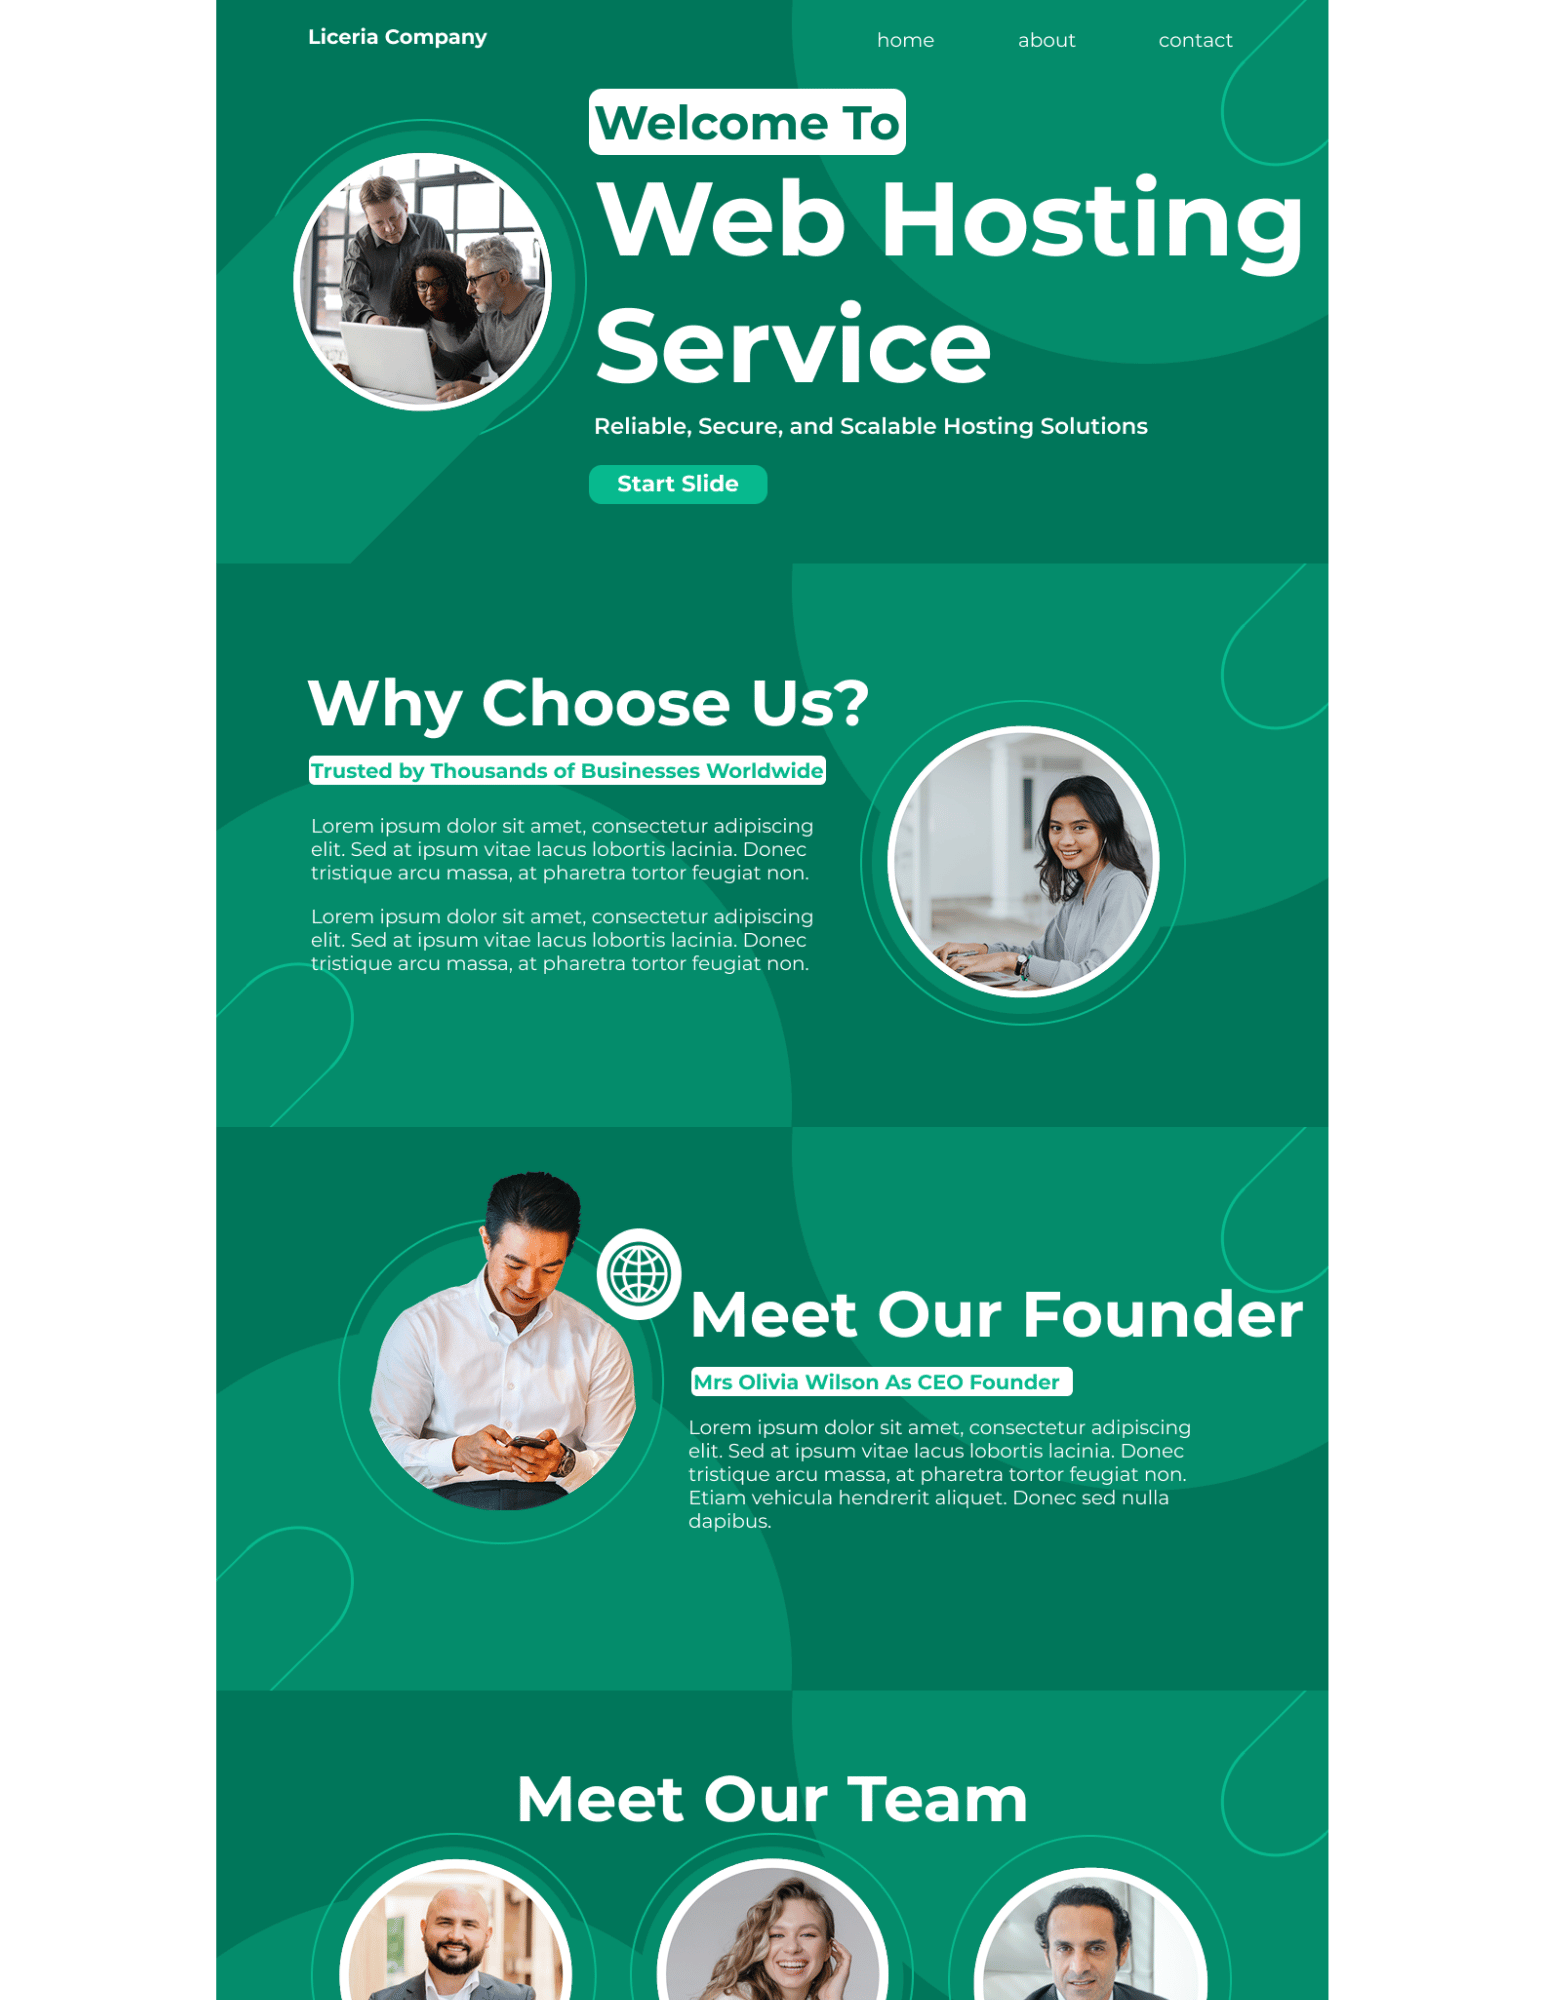 Liceria Company
home about contact
Welcome To
Web Hosting
Service
Reliable, Secure, and Scalable Hosting Solutions
Start Slide
Why Choose Us?
Trusted by Thousands of Businesses Worldwide
Lorem ipsum dolor sit amet, consectetur adipiscing
elit. Sed at ipsum vitae lacus lobortis lacinia. Donec
tristique arcu massa, at pharetra tortor feugiat non.
Lorem ipsum dolor sit amet, consectetur adipiscing
elit. Sed at ipsum vitae lacus lobortis lacinia. Donec
tristique arcu massa, at pharetra tortor feugiat non.
Meet Our Founder
Mrs Olivia Wilson As CEO Founder
Lorem ipsum dolor sit amet, consectetur adipiscing
elit. Sed at ipsum vitae lacus lobortis lacinia. Donec
tristique arcu massa, at pharetra tortor feugiat non.
Etiam vehicula hendrerit aliquet. Donec sed nulla
dapibus.
Meet Our Team